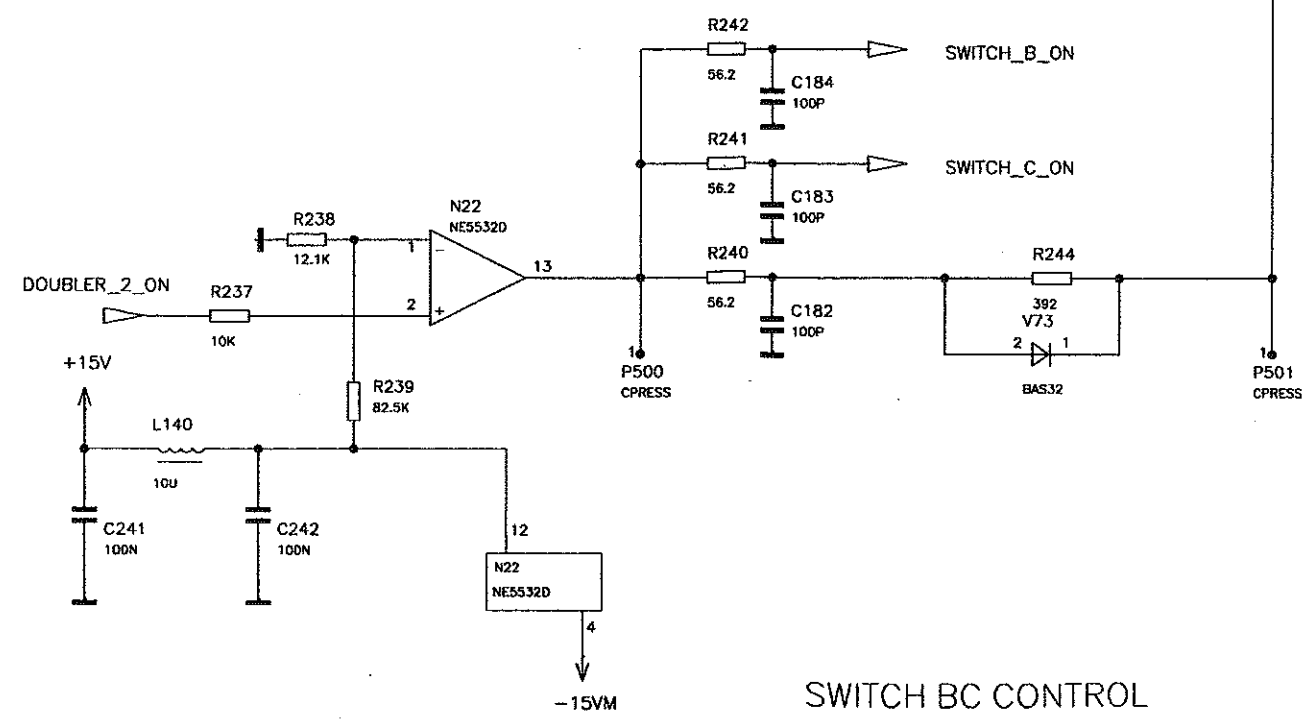 R242
56.2
SWITCH_B_ON
C184
100P
R241
56.2
SWITCH_C_ON
C183
100P
N22
NE5532D
R238
12.1K
1
-
13
R240
56.2
R244
392
DOUBLER_2_ON
R237
10K
2
+
C182
100P
V73
2
1
BAS32
1
P500
CPRESS
1
P501
CPRESS
+15V
R239
82.5K
L140
10U
C241
100N
C242
100N
12
N22
NE5532D
4
-15VM
SWITCH BC CONTROL